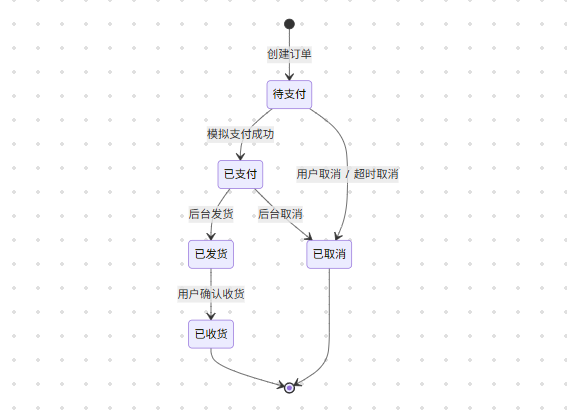 创建订单
待支付
模拟支付成功
用户取消 / 超时取消
已支付
后台发货
后台取消
已发货
已取消
用户确认收货
已收货